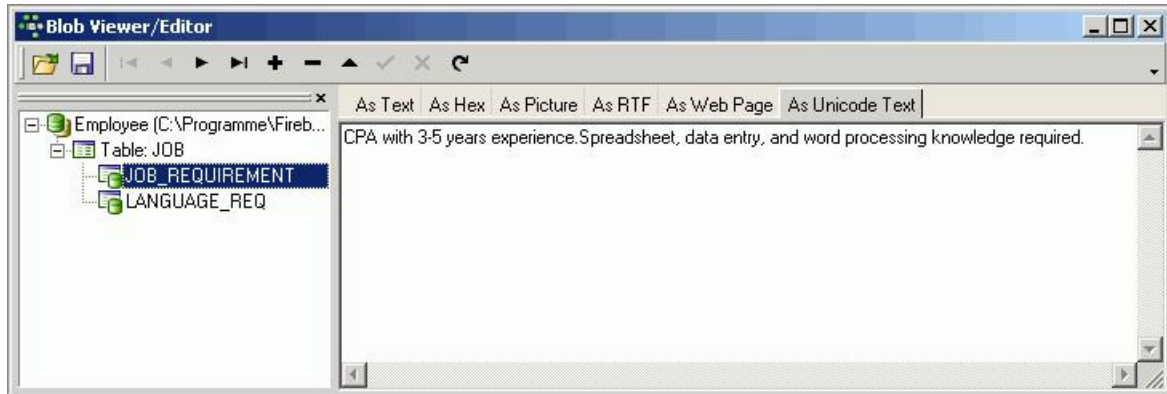 Blob Viewer/Editor
As Text As Hex As Picture As RTF As Web Page As Unicode Text
Employee (C:\Programme\Fireb...
Table: JOB
JOB_REQUIREMENT
LANGUAGE_REQ
CPA with 3-5 years experience.Spreadsheet, data entry, and word processing knowledge required.